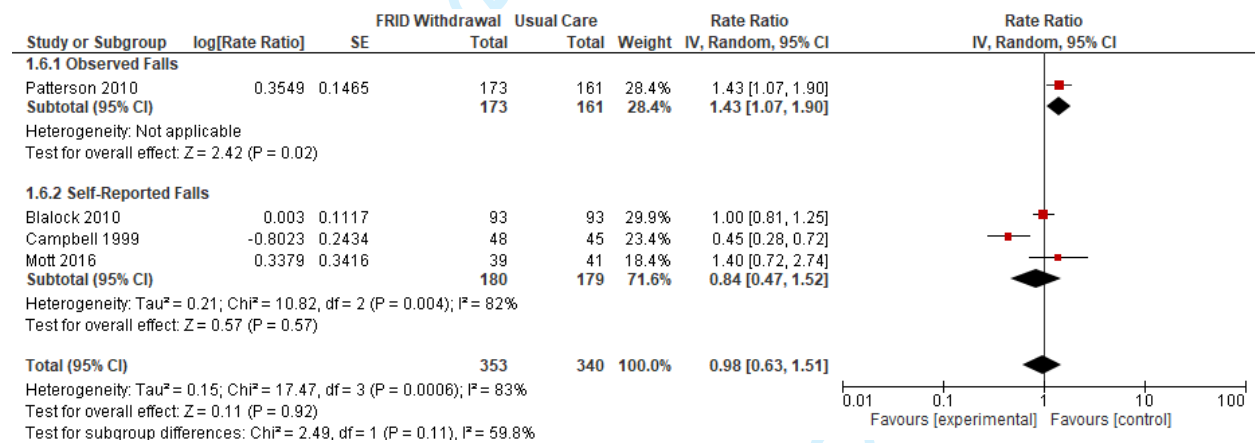 FRID Withdrawal Usual Care Rate Ratio Rate Ratio
Study or Subgroup log[Rate Ratio] SE Total Total Weight IV, Random, 95% CI IV, Random, 95% CI
1.6.1 Observed Falls
Patterson 2010 0.3549 0.1465 173 161 28.4% 1.43 [1.07, 1.90]
Subtotal (95% CI) 173 161 28.4% 1.43 [1.07, 1.90]
Heterogeneity: Not applicable
Test for overall effect: Z = 2.42 (P = 0.02)
1.6.2 Self-Reported Falls
Blalock 2010 0.003 0.1117 93 93 29.9% 1.00 [0.81, 1.25]
Campbell 1999 -0.8023 0.2434 48 45 23.4% 0.45 [0.28, 0.72]
Mott 2016 0.3379 0.3416 39 41 18.4% 1.40 [0.72, 2.74]
Subtotal (95% CI) 180 179 71.6% 0.84 [0.47, 1.52]
Heterogeneity: Tau² = 0.21; Chi² = 10.82, df = 2 (P = 0.004); I² = 82%
Test for overall effect: Z = 0.57 (P = 0.57)
Total (95% CI) 353 340 100.0% 0.98 [0.63, 1.51]
Heterogeneity: Tau² = 0.15; Chi² = 17.47, df = 3 (P = 0.0006); I² = 83%
Test for overall effect: Z = 0.11 (P = 0.92)
Test for subgroup differences: Chi² = 2.49, df = 1 (P = 0.11), I² = 59.8%
0.01 0.1 1 10 100
Favours [experimental] Favours [control]